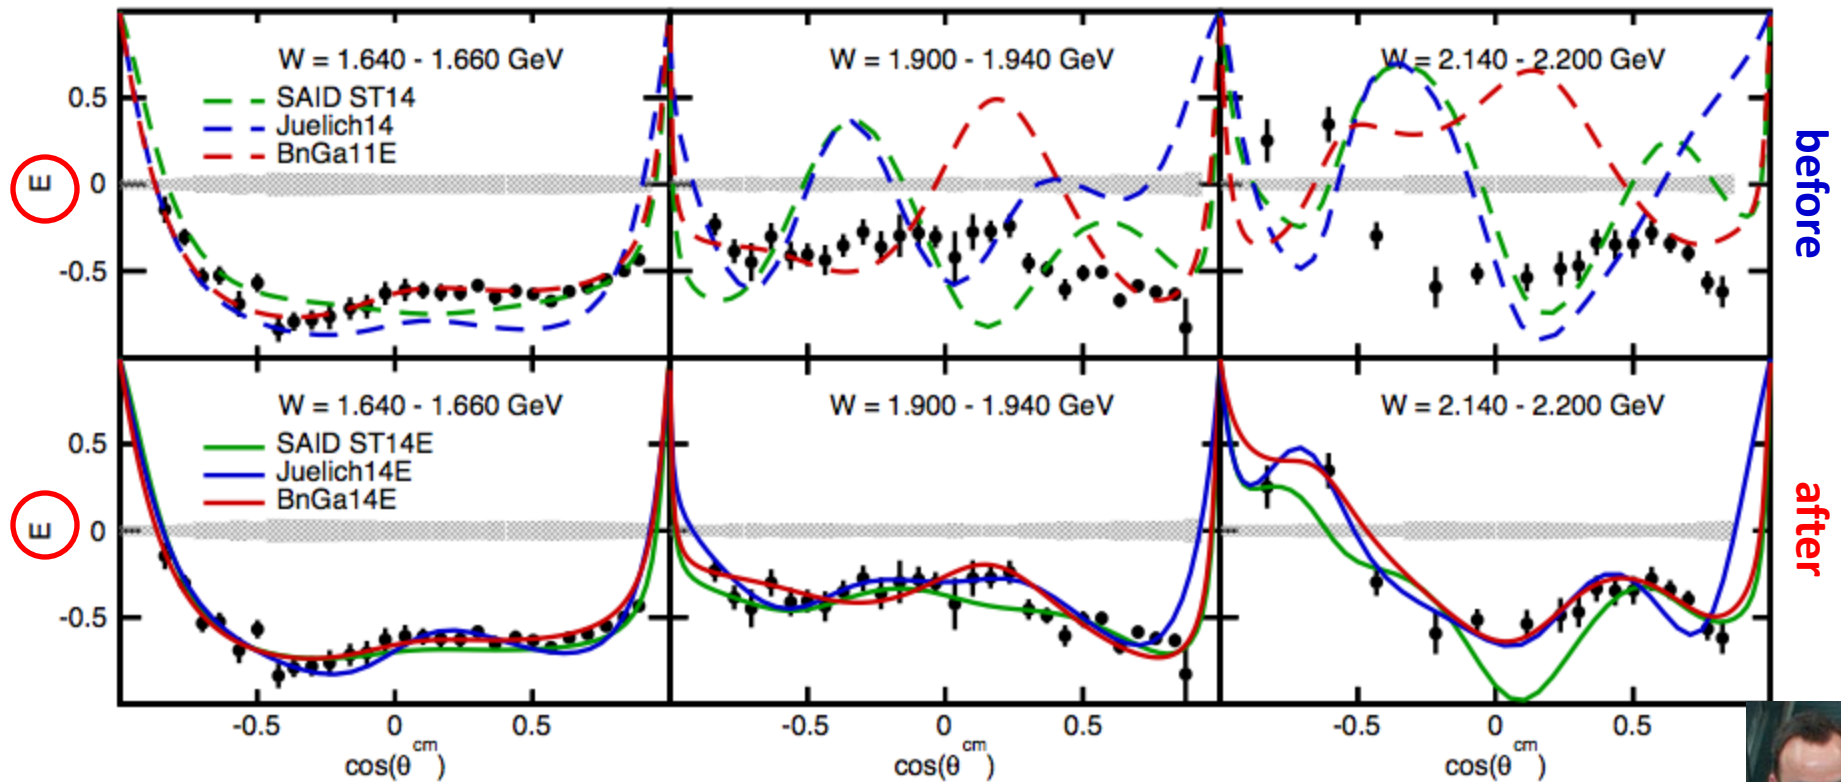 W = 1.640 - 1.660 GeV
W = 1.900 - 1.940 GeV
W = 2.140 - 2.200 GeV
SAID ST14
Juelich14
BnGa11E
0.5
0
-0.5
E
before
W = 1.640 - 1.660 GeV
W = 1.900 - 1.940 GeV
W = 2.140 - 2.200 GeV
SAID ST14E
Juelich14E
BnGa14E
0.5
0
-0.5
E
after
-0.5 0 0.5
-0.5 0 0.5
-0.5 0 0.5
cos(θ^cm)
cos(θ^cm)
cos(θ^cm)